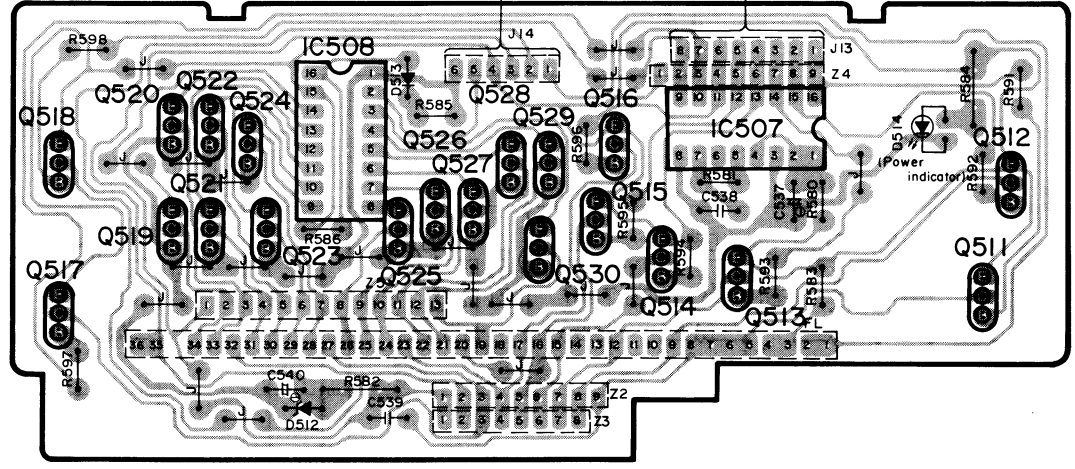 R598
J
IC508
J14
J
8 7 6 5 4 3 2 1 J13
J
6 5 4 3 2 1
1 2 3 4 5 6 7 8 9 Z4
D513
R585
Q528
J
R584
R591
Q520
Q522
Q524
Q526
Q529
Q516
9 10 11 12 13 14 15 16
IC507
8 7 6 5 4 3 2 1
Q518
16 15 14 13 12 11 10 9
1 2 3 4 5 6 7 8
Q527
R596
D514
(Power
indicator)
Q512
R592
J
Q521
J
R581
C538
C537
R580
J
Q515
R595
Q519
R586
Q523
J
Q525
Q530
R594
R593
R583
Q511
Q517
J
J
J
J
Q514
Q513
J
1 2 3 4 5 6 7 8 9 10 11 12 13
J
J
J
FL
36 35 34 33 32 31 30 29 28 27 26 25 24 23 22 21 20 19 18 17 16 15 14 13 12 11 10 9 8 7 6 5 4 3 2 1
R597
J
J
C540
R582
D512
C539
J
1 2 3 4 5 6 7 8 9 Z2
1 2 3 4 5 6 7 8 Z3